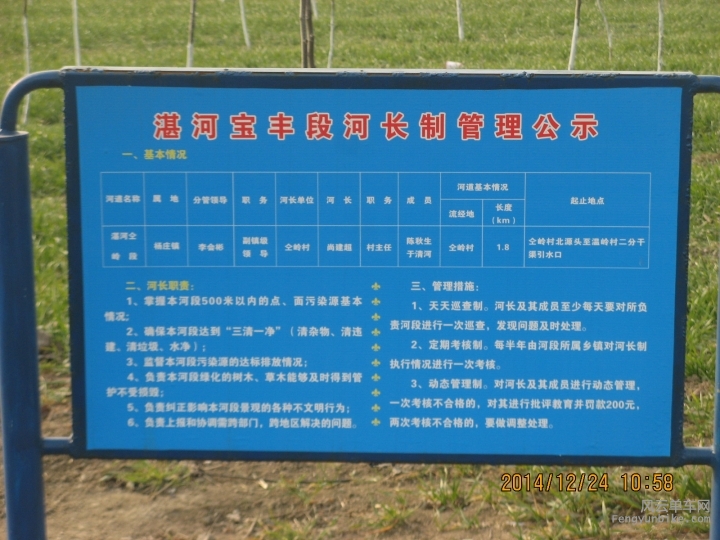 湛河宝丰段河长制管理公示
一、基本情况
河道名称 属 地 分管领导 职 务 河长单位 河 长 职 务 成 员 河道基本情况 起止地点
流经地 长度
(km)
湛河仝
岭 段 杨庄镇 李会彬 副镇级
领 导 仝岭村 尚建超 村主任 陈秋生
于清河 仝岭村 1.8 仝岭村北源头至温岭村二分干
渠引水口
二、河长职责：
1、掌握本河段500米以内的点、面污染源基本
情况；
2、确保本河段达到“三清一净”（清杂物、清违
建、清垃圾、水净）；
3、监督本河段污染源的达标排放情况；
4、负责本河段绿化的树木、草木能够及时得到管
护不受损毁；
5、负责纠正影响本河段景观的各种不文明行为；
6、负责上报和协调需跨部门，跨地区解决的问题。
三、管理措施：
1、天天巡查制。河长及其成员至少每天要对所负
责河段进行一次巡查，发现问题及时处理。
2、定期考核制。每半年由河段所属乡镇对河长制
执行情况进行一次考核。
3、动态管理制。对河长及其成员进行动态管理，
一次考核不合格的，对其进行批评教育并罚款200元，
两次考核不合格的，要做调整处理。
2014/12/24 10:58
风云单车网
Fengyunbike.com